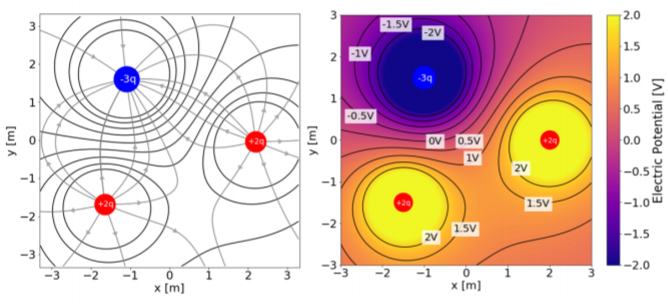 3
2
1
0
−1
−2
−3
y [m]
−3 −2 −1 0 1 2 3
x [m]
-3q
+2q
+2q
3
2
1
0
−1
−2
−3
y [m]
−3 −2 −1 0 1 2 3
x [m]
-1.5V
-2V
-1V
-3q
-0.5V
0V
0.5V
1V
+2q
2V
1.5V
+2q
1.5V
2V
2.0
1.5
1.0
0.5
0.0
−0.5
−1.0
−1.5
−2.0
Electric Potential [V]